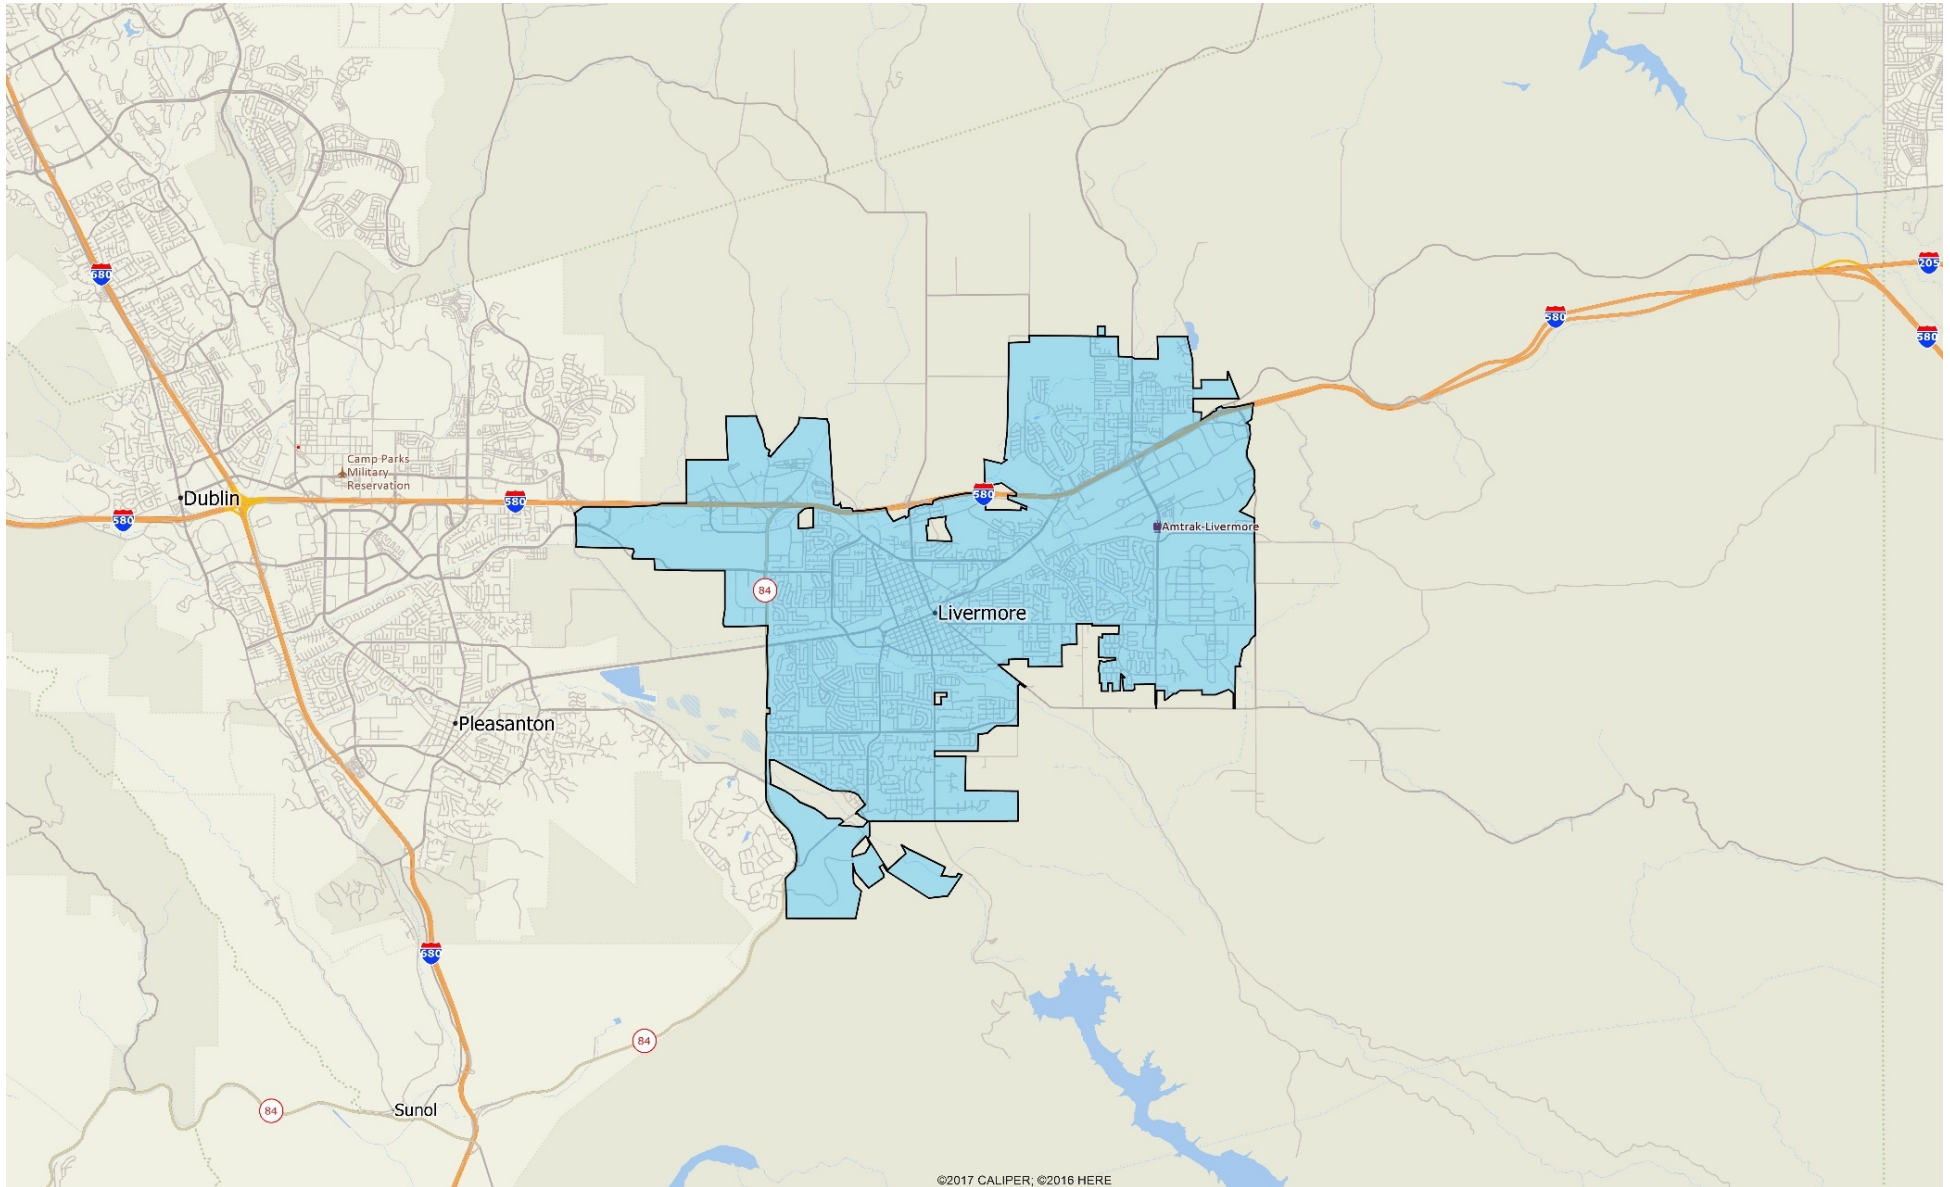 680
205
580
580
Camp Parks
Military
Reservation
Dublin
580
580
580
Amtrak-Livermore
84
Livermore
Pleasanton
680
84
84
Sunol
©2017 CALIPER; ©2016 HERE